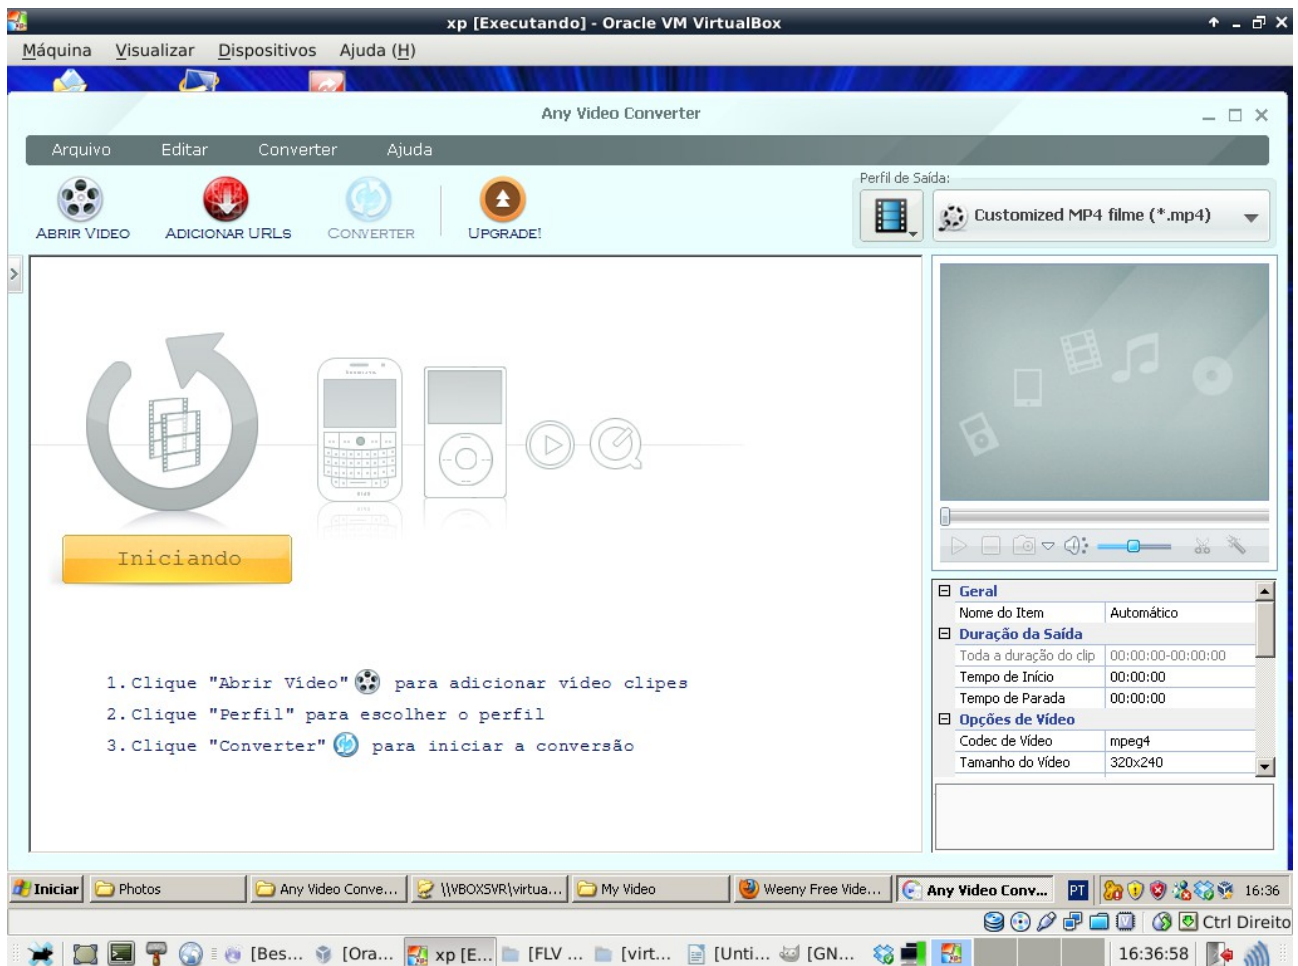 xp [Executando] - Oracle VM VirtualBox
Máquina Visualizar Dispositivos Ajuda (H)
Any Video Converter
Arquivo Editar Converter Ajuda
Perfil de Saída:
Customized MP4 filme (*.mp4)
ABRIR VIDEO ADICIONAR URLS CONVERTER UPGRADE!
Iniciando
1. Clique "Abrir Vídeo" para adicionar vídeo clipes
2. Clique "Perfil" para escolher o perfil
3. Clique "Converter" para iniciar a conversão
Geral
Nome do Item Automático
Duração da Saída
Toda a duração do clip 00:00:00-00:00:00
Tempo de Início 00:00:00
Tempo de Parada 00:00:00
Opções de Vídeo
Codec de Vídeo mpeg4
Tamanho do Vídeo 320x240
Iniciar Photos Any Video Conve... \\VBOXSVR\virtua... My Video Weeny Free Vide... Any Video Conv... PT 16:36
Ctrl Direito
[Bes... [Ora... xp [E... [FLV ... [virt... [Unti... [GN... 16:36:58